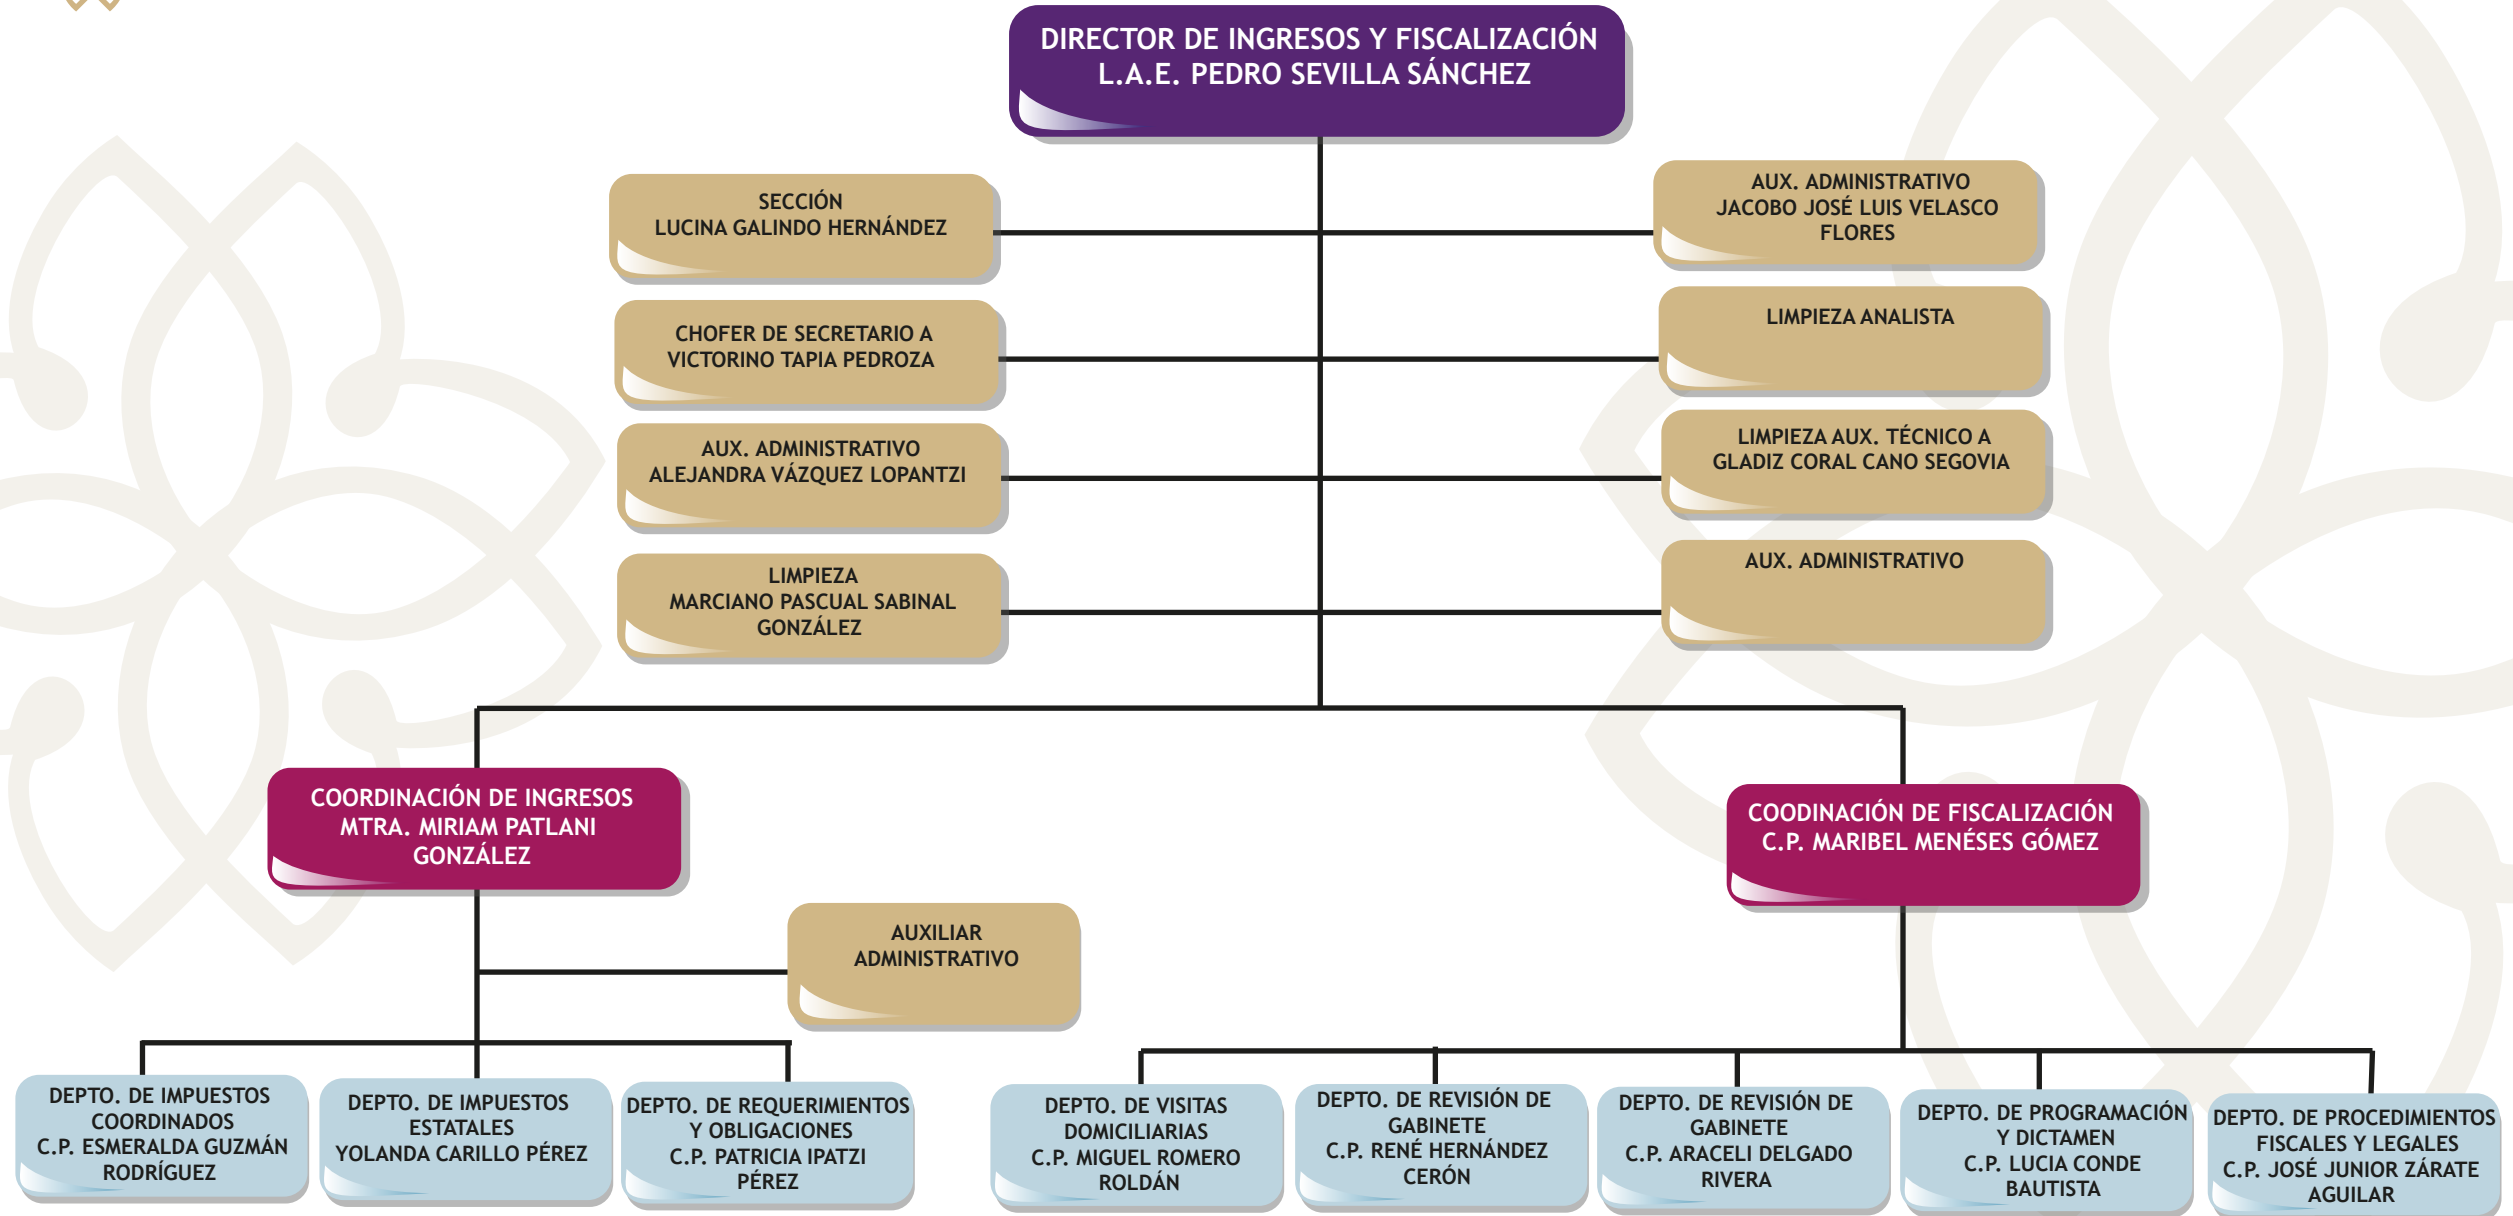 DIRECTOR DE INGRESOS Y FISCALIZACIÓN
L.A.E. PEDRO SEVILLA SÁNCHEZ
SECCIÓN
LUCINA GALINDO HERNÁNDEZ
AUX. ADMINISTRATIVO
JACOBO JOSÉ LUIS VELASCO
FLORES
CHOFER DE SECRETARIO A
VICTORINO TAPIA PEDROZA
LIMPIEZA ANALISTA
AUX. ADMINISTRATIVO
ALEJANDRA VÁZQUEZ LOPANTZI
LIMPIEZA AUX. TÉCNICO A
GLADIZ CORAL CANO SEGOVIA
LIMPIEZA
MARCIANO PASCUAL SABINAL
GONZÁLEZ
AUX. ADMINISTRATIVO
COORDINACIÓN DE INGRESOS
MTRA. MIRIAM PATLANI
GONZÁLEZ
COODINACIÓN DE FISCALIZACIÓN
C.P. MARIBEL MENÉSES GÓMEZ
AUXILIAR
ADMINISTRATIVO
DEPTO. DE IMPUESTOS
COORDINADOS
C.P. ESMERALDA GUZMÁN
RODRÍGUEZ
DEPTO. DE IMPUESTOS
ESTATALES
YOLANDA CARILLO PÉREZ
DEPTO. DE REQUERIMIENTOS
Y OBLIGACIONES
C.P. PATRICIA IPATZI
PÉREZ
DEPTO. DE VISITAS
DOMICILIARIAS
C.P. MIGUEL ROMERO
ROLDÁN
DEPTO. DE REVISIÓN DE
GABINETE
C.P. RENÉ HERNÁNDEZ
CERÓN
DEPTO. DE REVISIÓN DE
GABINETE
C.P. ARACELI DELGADO
RIVERA
DEPTO. DE PROGRAMACIÓN
Y DICTAMEN
C.P. LUCIA CONDE
BAUTISTA
DEPTO. DE PROCEDIMIENTOS
FISCALES Y LEGALES
C.P. JOSÉ JUNIOR ZÁRATE
AGUILAR